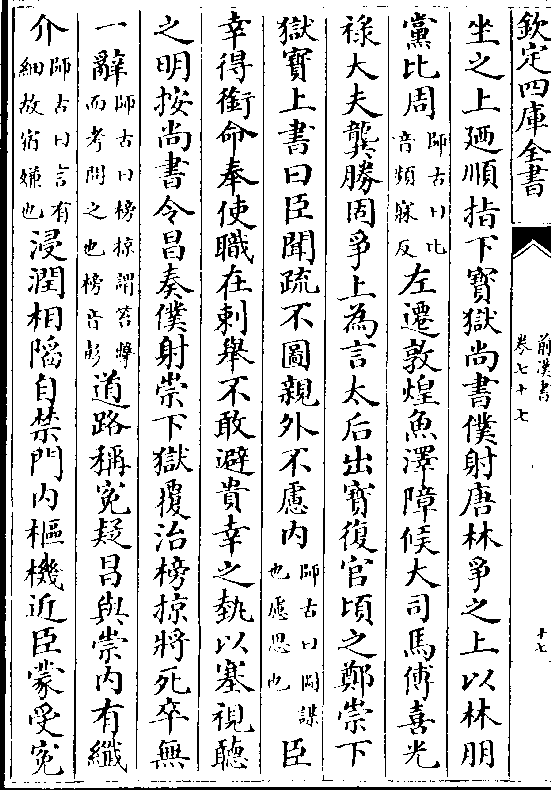 欽定四庫全書
前漢書
卷七十七
十七
坐之上廼順指下寳獄尚書僕射唐林爭之上以林朋
黨比周師古曰比音頻寐反左遷敦煌魚澤障候大司馬傅喜光
祿大夫龔勝固爭上為言太后出寳復官頃之鄭崇下
獄寳上書曰臣聞疏不圖親外不慮内師古曰圖謀也慮思也臣
幸得銜命奉使職在刺舉不敢避貴幸之埶以塞視聽
之明按尚書令昌奏僕射崇下獄覆治榜掠將死卒無
一辭師古曰榜掠謂笞擊而考問之也榜音彭道路稱寃疑昌與崇内有纎
介師古曰言有細故宿嫌也浸潤相䧟自禁門内樞機近臣蒙受寃